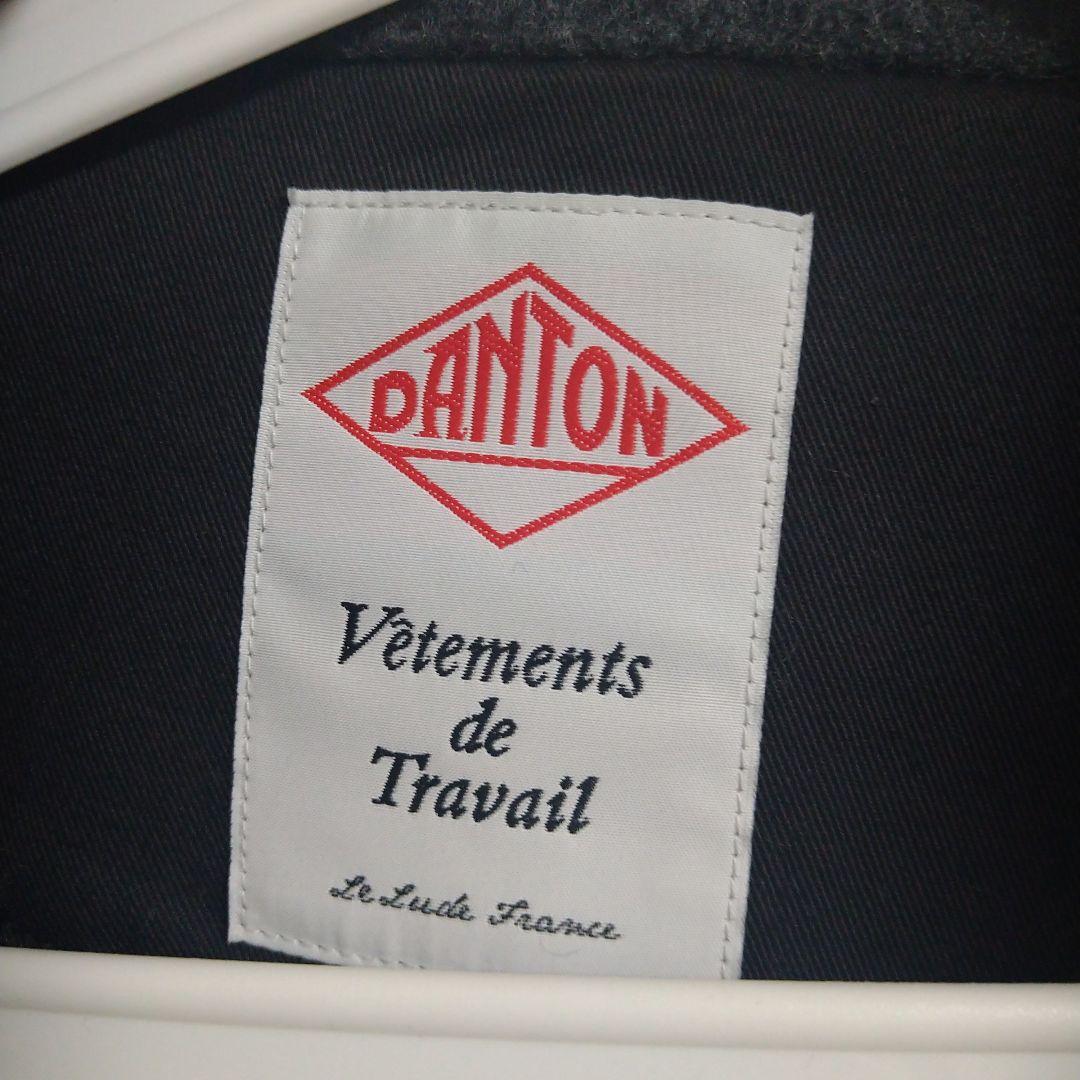 DANTON
Vêtements
de
Travail
Le Lude France